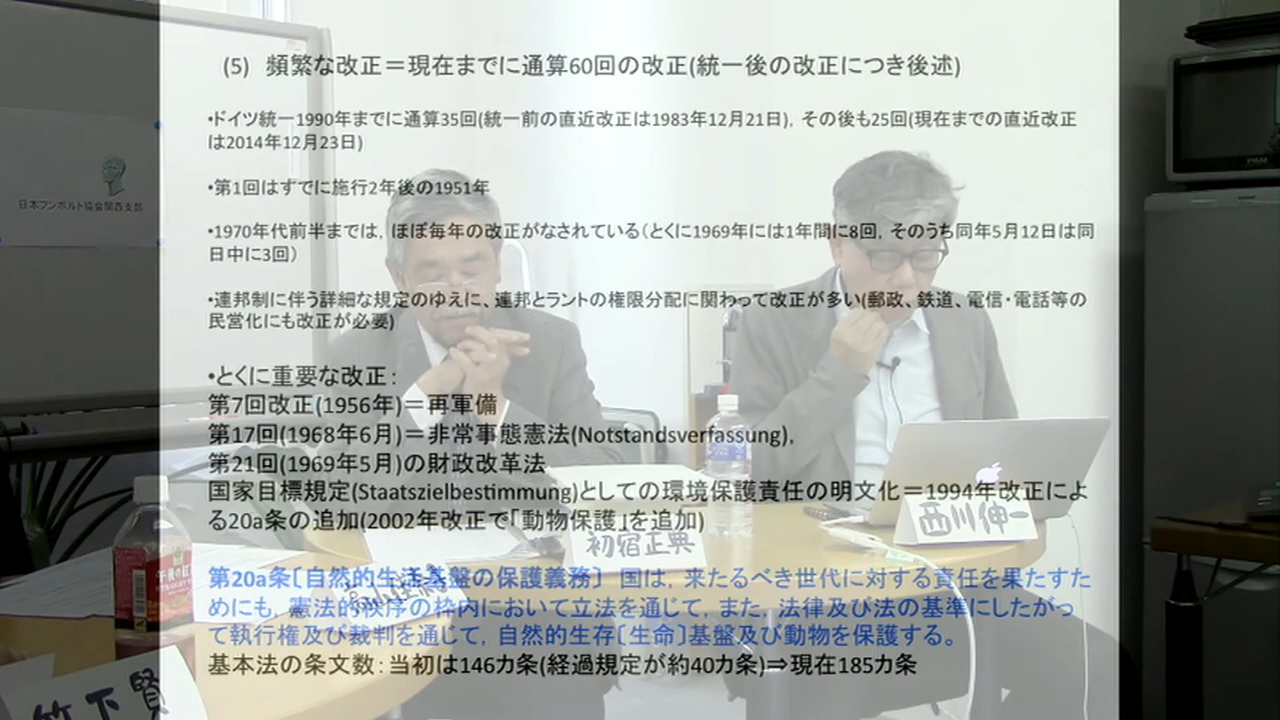 (5) 頻繁な改正＝現在までに通算60回の改正(統一後の改正につき後述)
•ドイツ統一1990年までに通算35回(統一前の直近改正は1983年12月21日)，その後も25回(現在までの直近改正
は2014年12月23日)
•第1回はすでに施行2年後の1951年
•1970年代前半までは，ほぼ毎年の改正がなされている（とくに1969年には1年間に8回，そのうち同年5月12日は同
日中に3回）
•連邦制に伴う詳細な規定のゆえに、連邦とラントの権限分配に関わって改正が多い(郵政、鉄道、電信・電話等の
民営化にも改正が必要)
•とくに重要な改正：
第7回改正(1956年)＝再軍備
第17回(1968年6月)＝非常事態憲法(Notstandsverfassung)，
第21回(1969年5月)の財政改革法
国家目標規定(Staatszielbestimmung)としての環境保護責任の明文化＝1994年改正によ
る20a条の追加(2002年改正で「動物保護」を追加)
第20a条〔自然的生活基盤の保護義務〕 国は，来たるべき世代に対する責任を果たすた
めにも，憲法的秩序の枠内において立法を通じて，また，法律及び法の基準にしたがっ
て執行権及び裁判を通じて，自然的生存〔生命〕基盤及び動物を保護する。
基本法の条文数：当初は146カ条(経過規定が約40カ条)⇒現在185カ条
日本フンボルト協会関西支部
初宿正典
西川伸一
竹下賢
午後の紅